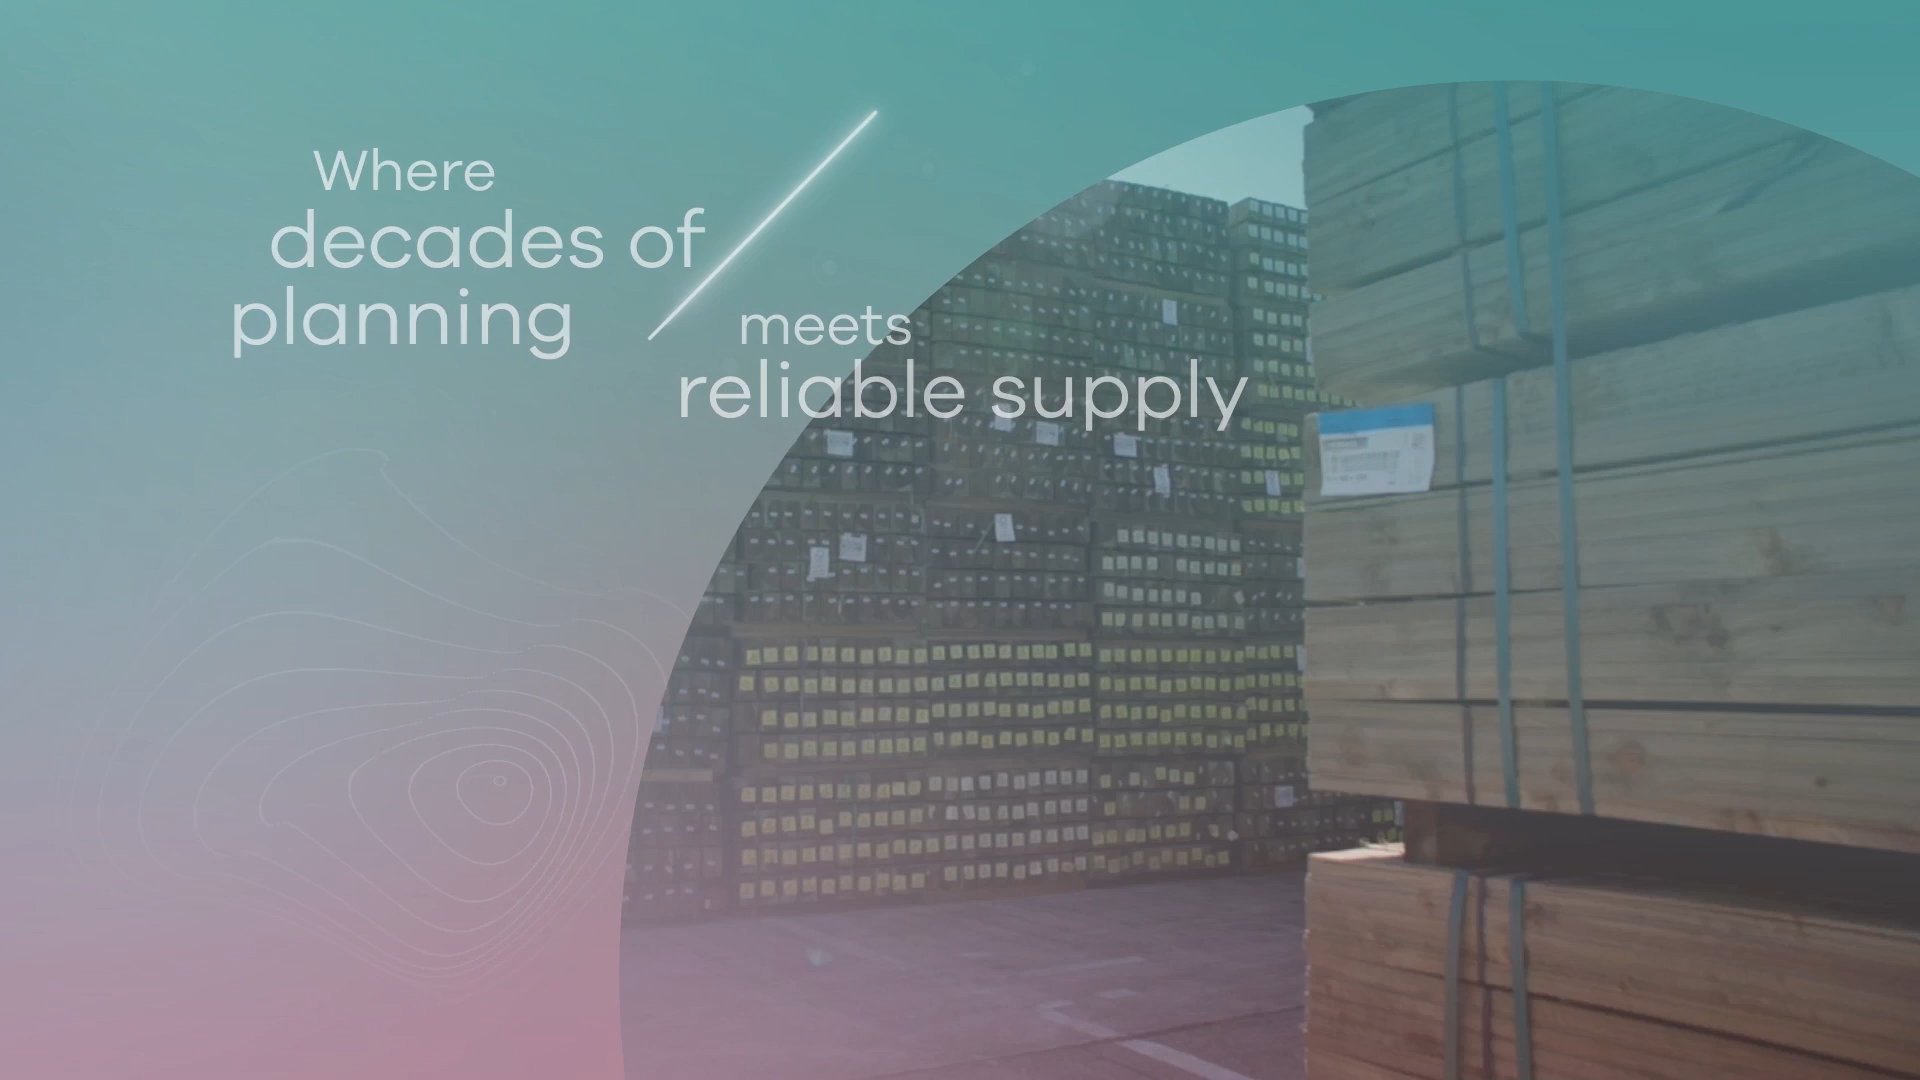 Where
decades of
planning
meets
reliable supply